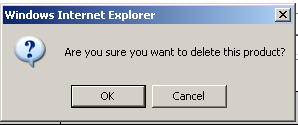 Windows Internet Explorer
Are you sure you want to delete this product?
OK
Cancel